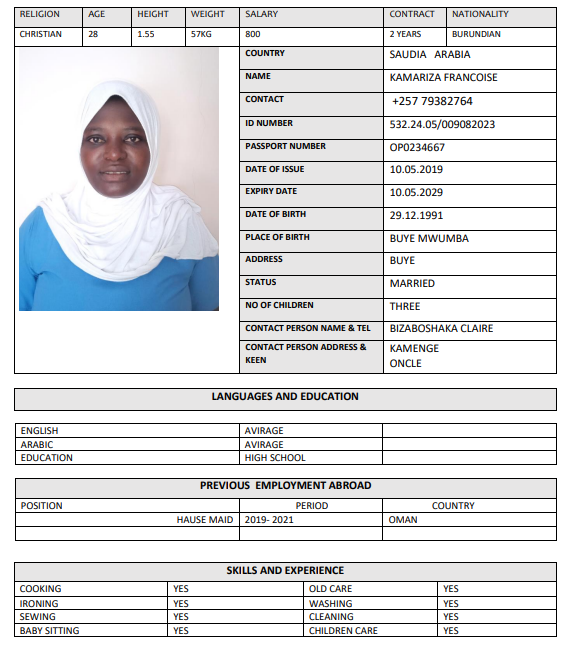 RELIGION AGE HEIGHT WEIGHT SALARY CONTRACT NATIONALITY
CHRISTIAN 28 1.55 57KG 800 2 YEARS BURUNDIAN
COUNTRY SAUDIA ARABIA
NAME KAMARIZA FRANCOISE
CONTACT +257 79382764
ID NUMBER 532.24.05/009082023
PASSPORT NUMBER OP0234667
DATE OF ISSUE 10.05.2019
EXPIRY DATE 10.05.2029
DATE OF BIRTH 29.12.1991
PLACE OF BIRTH BUYE MWUMBA
ADDRESS BUYE
STATUS MARRIED
NO OF CHILDREN THREE
CONTACT PERSON NAME & TEL BIZABOSHAKA CLAIRE
CONTACT PERSON ADDRESS & KAMENGE
KEEN ONCLE
LANGUAGES AND EDUCATION
ENGLISH AVIRAGE
ARABIC AVIRAGE
EDUCATION HIGH SCHOOL
PREVIOUS EMPLOYMENT ABROAD
POSITION PERIOD COUNTRY
HAUSE MAID 2019- 2021 OMAN
SKILLS AND EXPERIENCE
COOKING YES OLD CARE YES
IRONING YES WASHING YES
SEWING YES CLEANING YES
BABY SITTING YES CHILDREN CARE YES